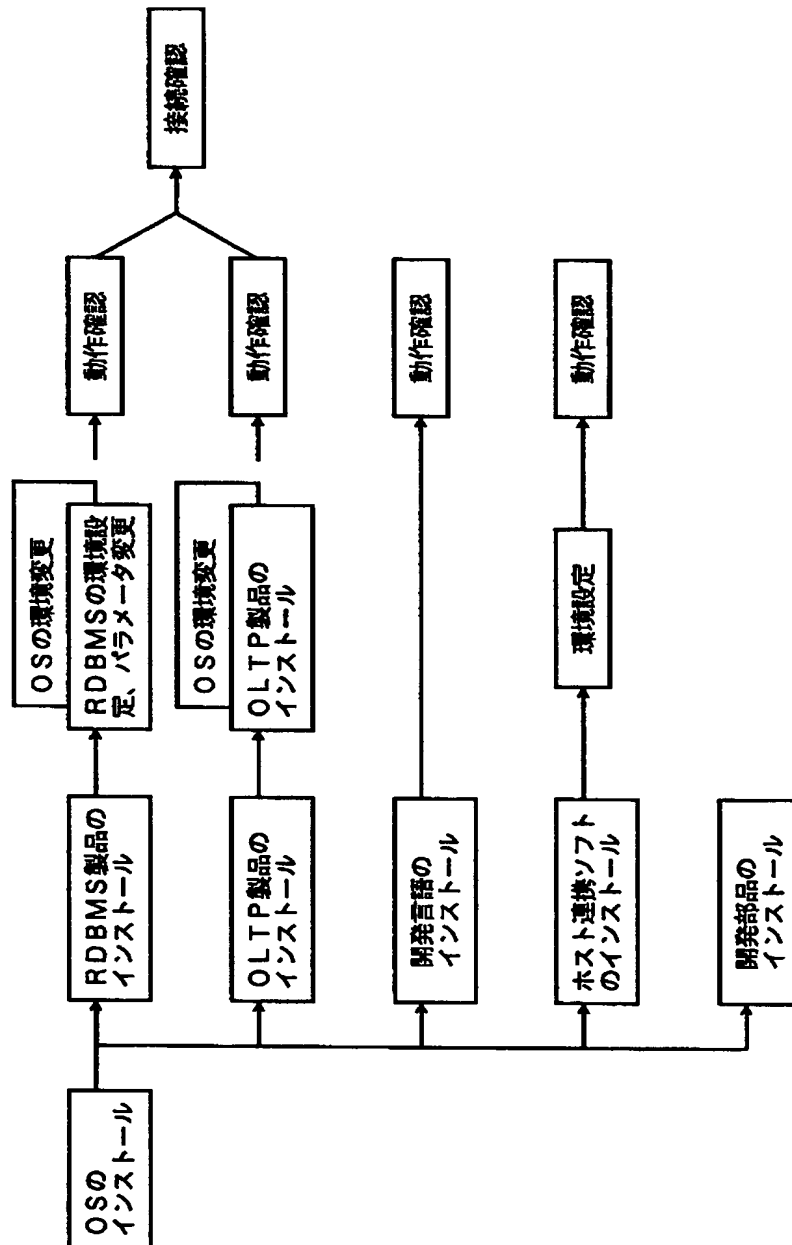 OSの
インストール
RDBMS製品の
インストール
OSの環境変更
RDBMSの環境設
定、パラメータ変更
動作確認
接続確認
OLTP製品の
インストール
OSの環境変更
OLTP製品の
インストール
動作確認
開発言語の
インストール
動作確認
ホスト連携ソフト
のインストール
環境設定
動作確認
開発部品の
インストール